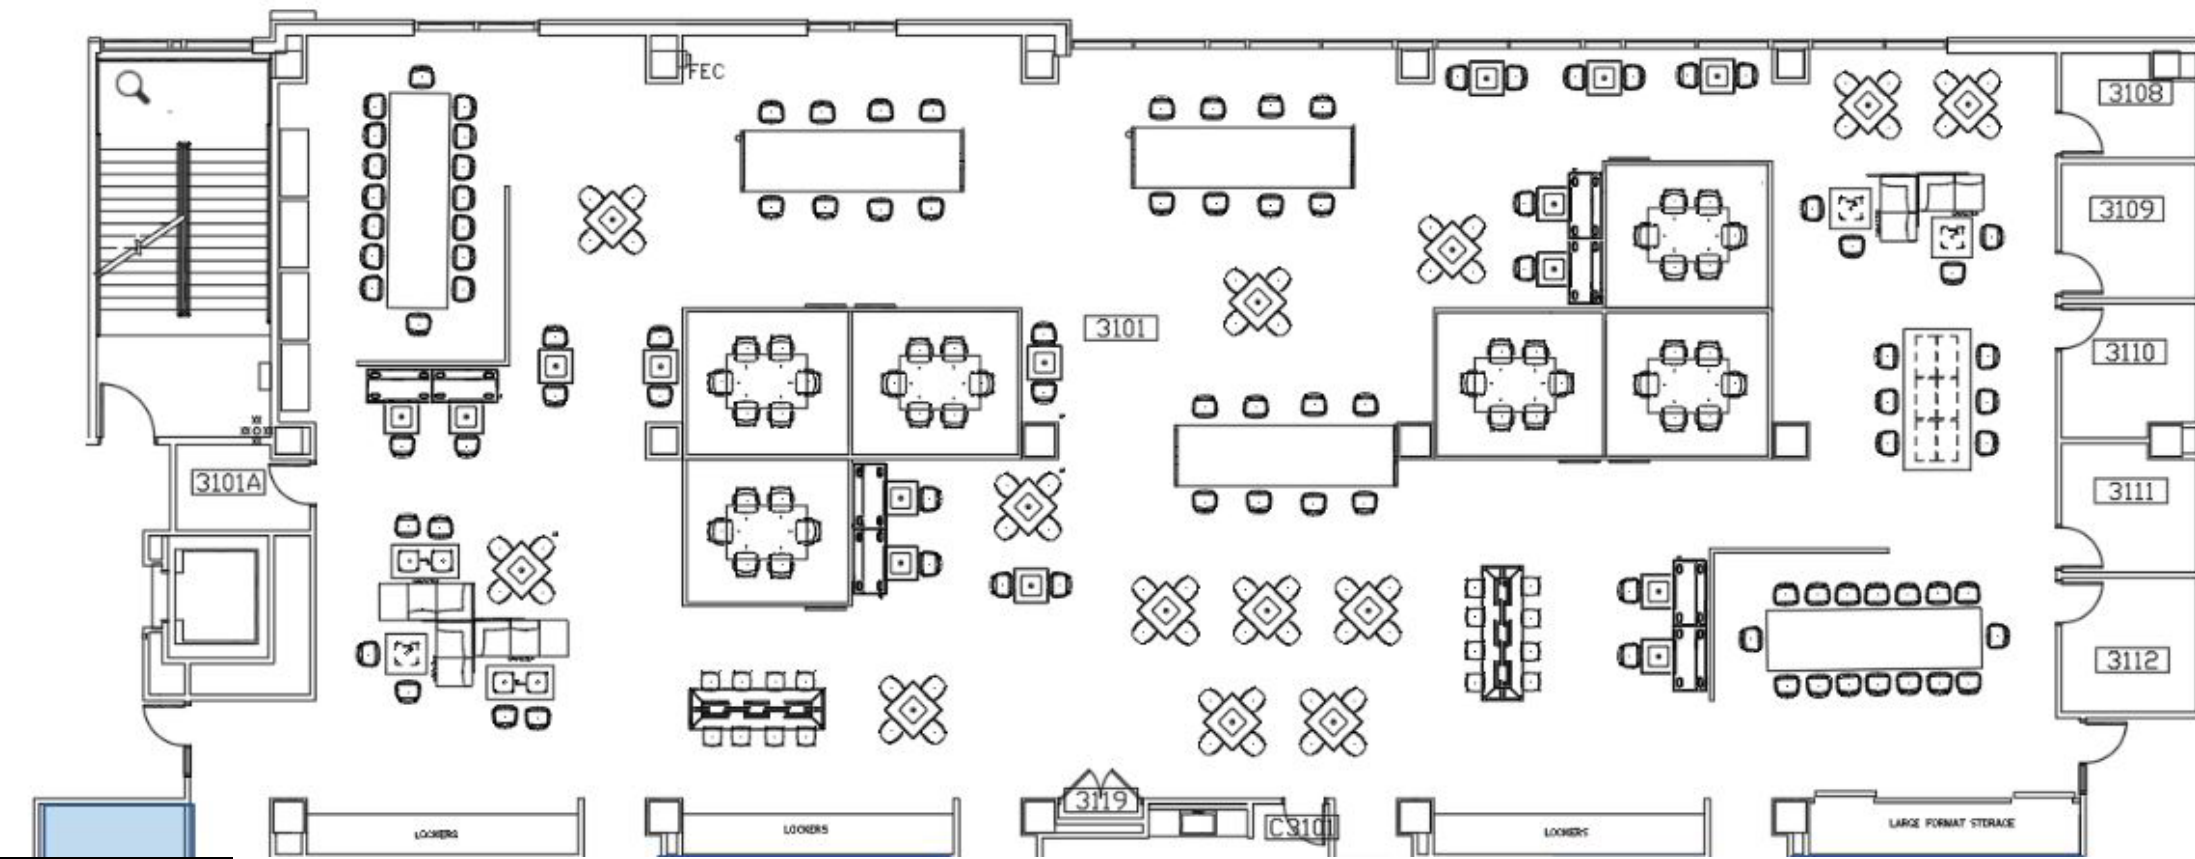 FEC
3108
3109
3101
3110
3101A
3111
3112
3119
C3101
LOCKERS
LOCKERS
LOCKERS
LARGE FORMAT STORAGE